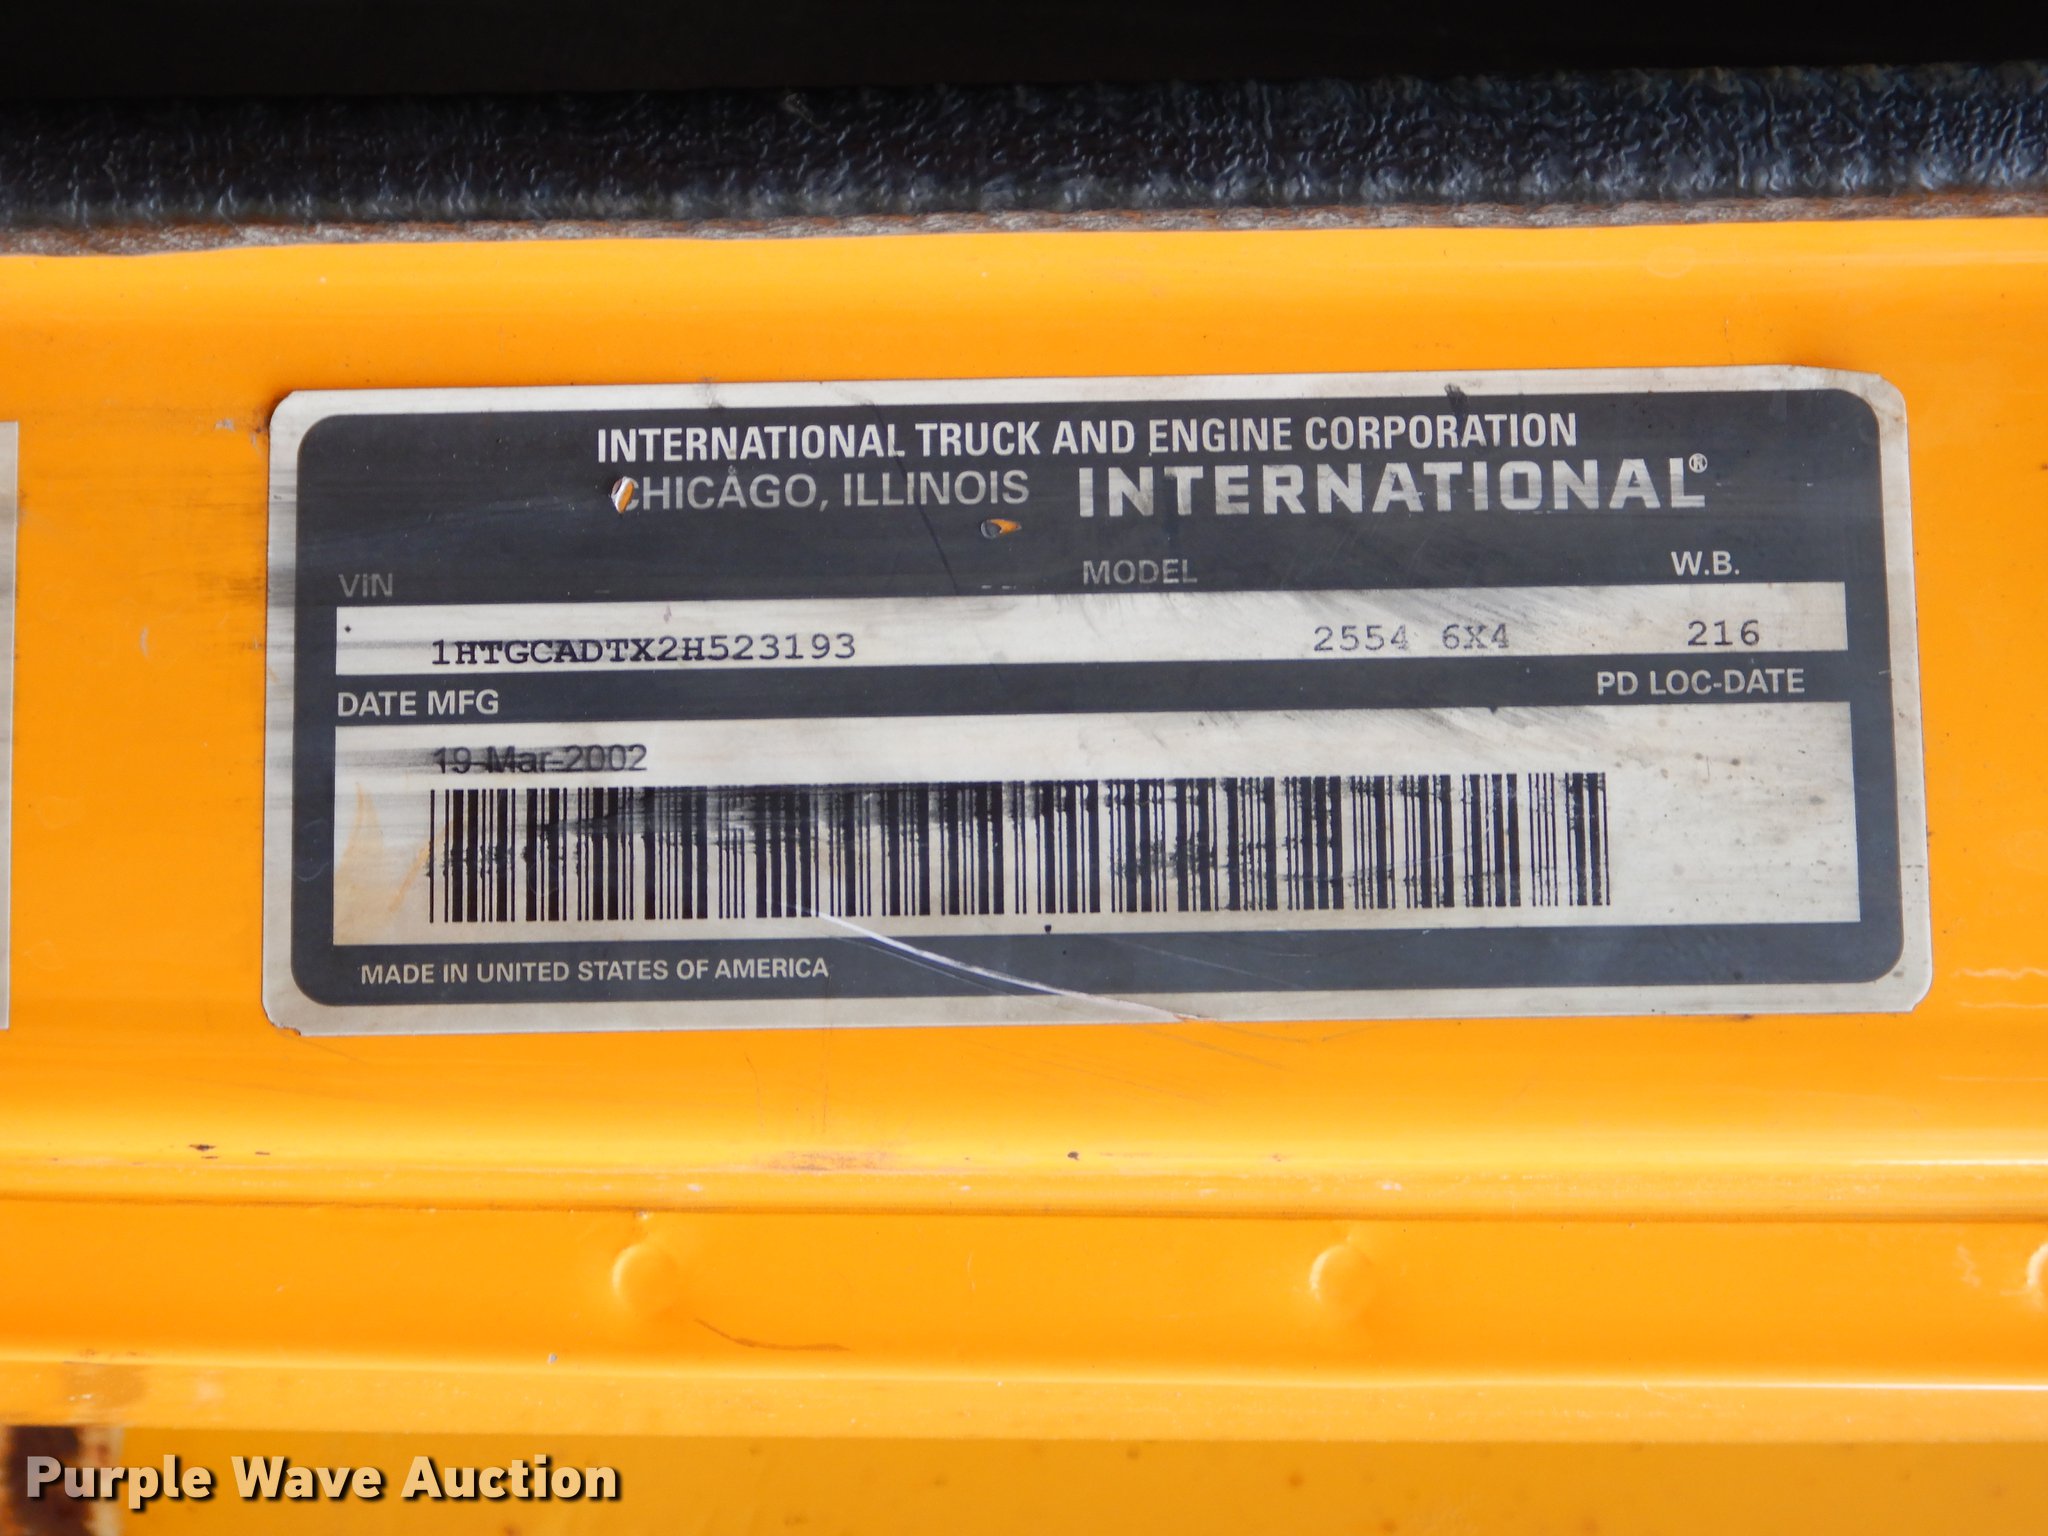 INTERNATIONAL TRUCK AND ENGINE CORPORATION
CHICAGO, ILLINOIS INTERNATIONAL®
VIN MODEL W.B.
1HTGCADTX2H523193 2554 6X4 216
DATE MFG PD LOC-DATE
19-Mar-2002
MADE IN UNITED STATES OF AMERICA
Purple Wave Auction